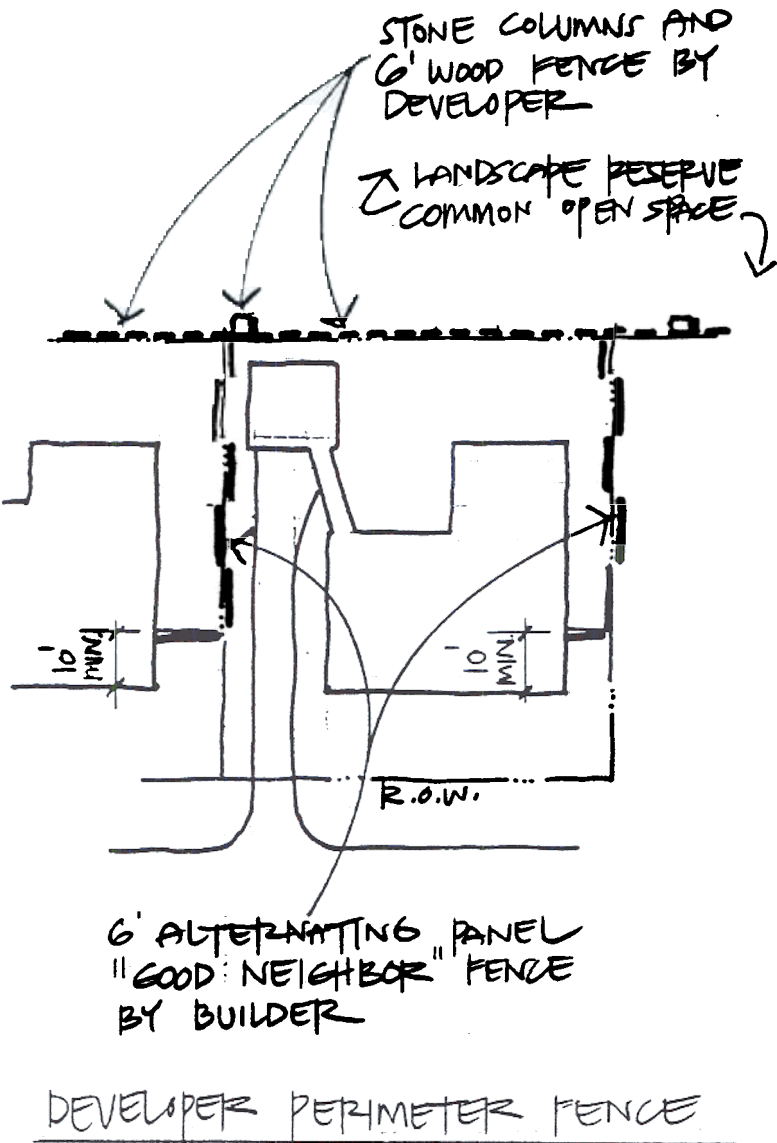 STONE COLUMNS AND
6' WOOD FENCE BY
DEVELOPER
LANDSCAPE RESERVE
COMMON OPEN SPACE
10'
MIN
10'
MIN
R.O.W.
6' ALTERNATING PANEL
"GOOD NEIGHBOR" FENCE
BY BUILDER
DEVELOPER PERIMETER FENCE